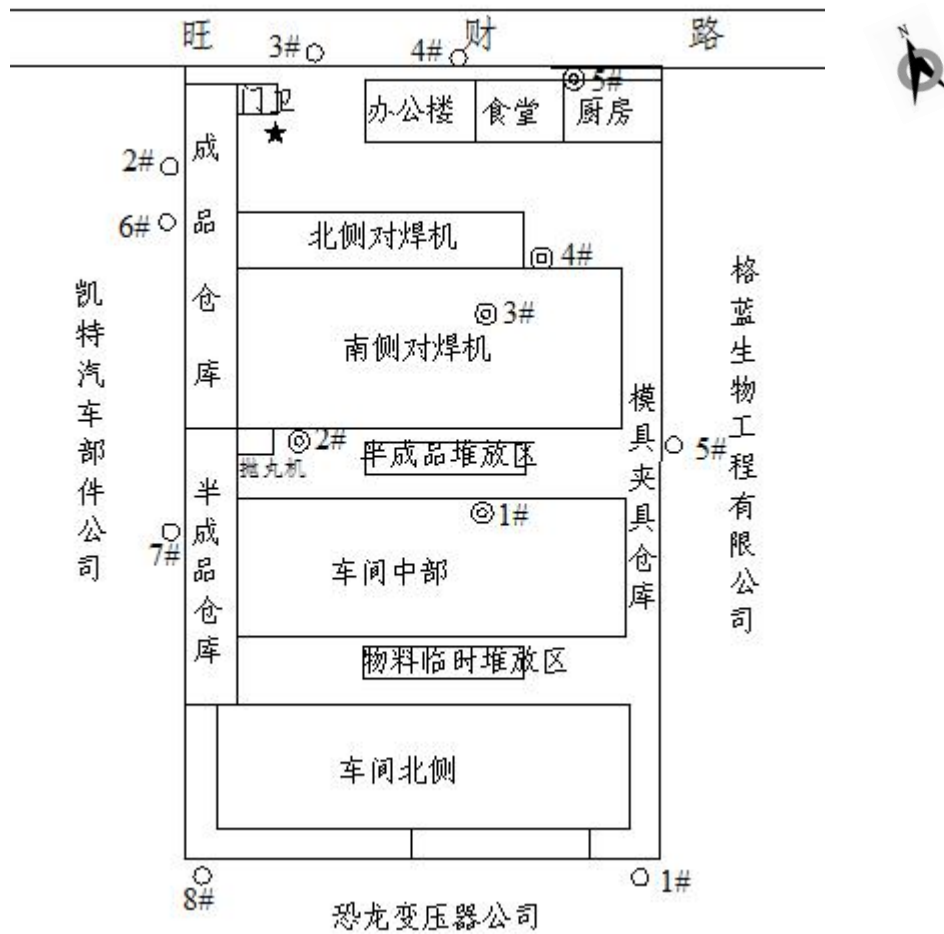 旺 财 路
N
3#
4#
5#
门卫
办公楼
食堂
厨房
2#
成品仓库
6#
北侧对焊机
4#
3#
南侧对焊机
凯特汽车部件公司
格蓝生物工程有限公司
模具夹具仓库
2#
抛丸机
半成品堆放区
5#
半成品仓库
1#
7#
车间中部
物料临时堆放区
车间北侧
8#
1#
恐龙变压器公司